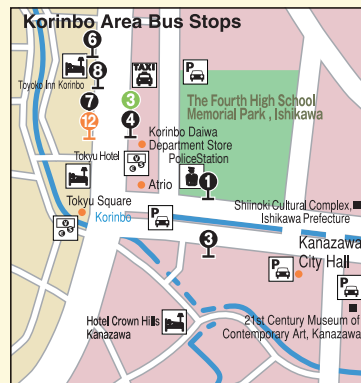 Korinbo Area Bus Stops
6
Toyoko Inn Korinbo
8
TAXI
P
7
3
The Fourth High School
Memorial Park , Ishikawa
12
4
Korinbo Daiwa
Department Store
Tokyu Hotel
PoliceStation
Atrio
1
Tokyu Square
Korinbo
P
Shiinoki Cultural Complex,
Ishikawa Prefecture
3
Kanazawa
City Hall
P
P
Hotel Crown Hills
Kanazawa
21st Century Museum of
Contemporary Art, Kanazawa